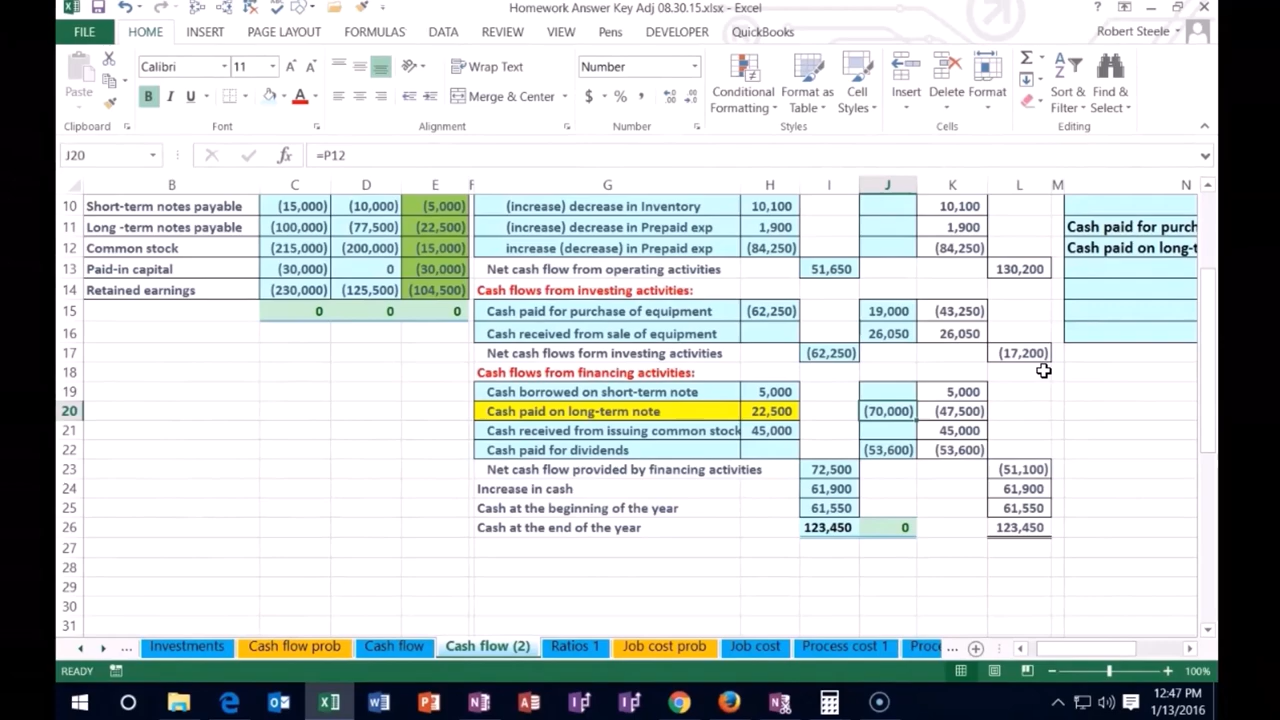 Homework Answer Key Adj 08.30.15.xlsx - Excel
FILE HOME INSERT PAGE LAYOUT FORMULAS DATA REVIEW VIEW Pens DEVELOPER QuickBooks Robert Steele
Calibri 11 Wrap Text Number
Paste B I U Merge & Center $ % , Conditional Formatting Format as Table Cell Styles Insert Delete Format Sort & Filter Find & Select
Clipboard Font Alignment Number Styles Cells Editing
J20 fx =P12
B C D E F G H I J K L M N
10 Short-term notes payable (15,000) (10,000) (5,000) (increase) decrease in Inventory 10,100 10,100
11 Long -term notes payable (100,000) (77,500) (22,500) (increase) decrease in Prepaid exp 1,900 1,900 Cash paid for purch
12 Common stock (215,000) (200,000) (15,000) increase (decrease) in Prepaid exp (84,250) (84,250) Cash paid on long-t
13 Paid-in capital (30,000) 0 (30,000) Net cash flow from operating activities 51,650 130,200
14 Retained earnings (230,000) (125,500) (104,500) Cash flows from investing activities:
15 0 0 0 Cash paid for purchase of equipment (62,250) 19,000 (43,250)
16 Cash received from sale of equipment 26,050 26,050
17 Net cash flows form investing activities (62,250) (17,200)
18 Cash flows from financing activities:
19 Cash borrowed on short-term note 5,000 5,000
20 Cash paid on long-term note 22,500 (70,000) (47,500)
21 Cash received from issuing common stock 45,000 45,000
22 Cash paid for dividends (53,600) (53,600)
23 Net cash flow provided by financing activities 72,500 (51,100)
24 Increase in cash 61,900 61,900
25 Cash at the beginning of the year 61,550 61,550
26 Cash at the end of the year 123,450 0 123,450
27
28
29
30
31
... Investments Cash flow prob Cash flow Cash flow (2) Ratios 1 Job cost prob Job cost Process cost 1 Proce ...
READY 100%
12:47 PM
1/13/2016